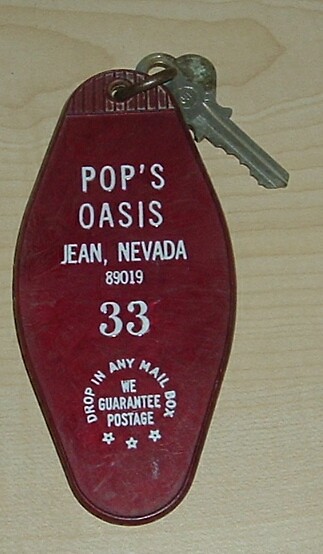 POP'S
OASIS
JEAN, NEVADA
89019
33
DROP IN ANY MAIL BOX
WE
GUARANTEE
POSTAGE